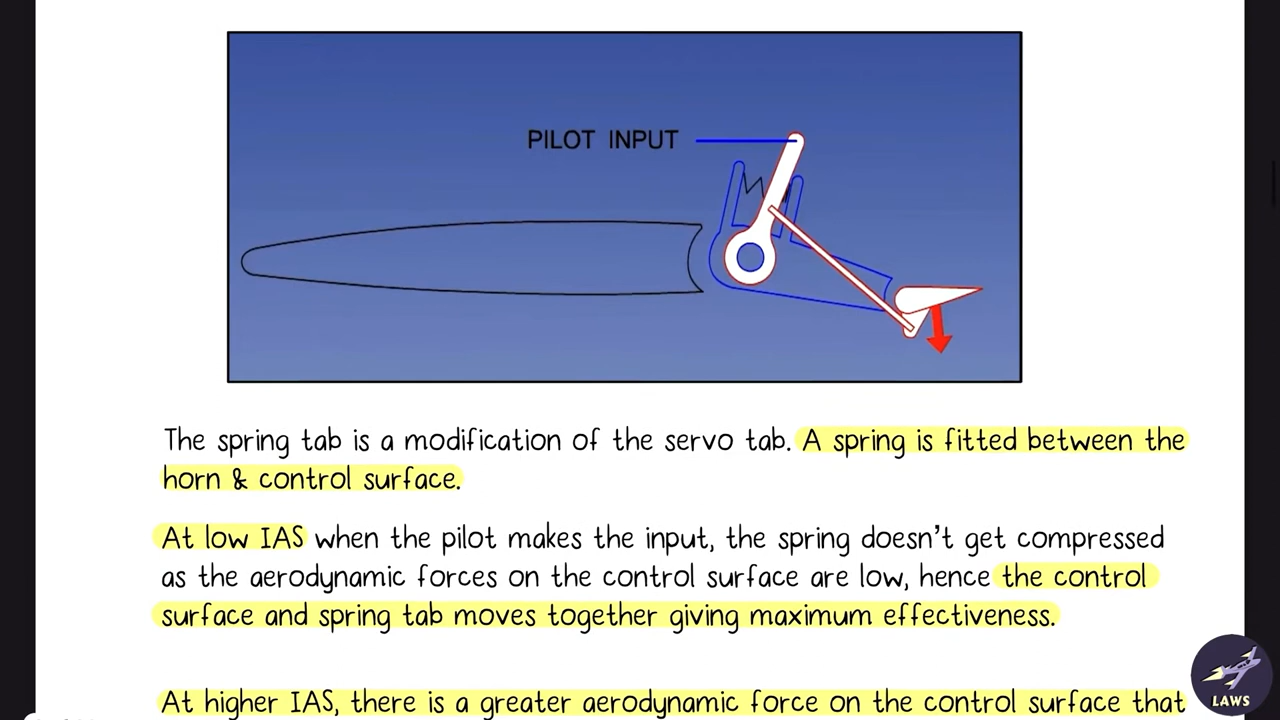 PILOT INPUT
The spring tab is a modification of the servo tab. A spring is fitted between the
horn & control surface.
At low IAS when the pilot makes the input, the spring doesn't get compressed
as the aerodynamic forces on the control surface are low, hence the control
surface and spring tab moves together giving maximum effectiveness.
At higher IAS, there is a greater aerodynamic force on the control surface that
LAWS